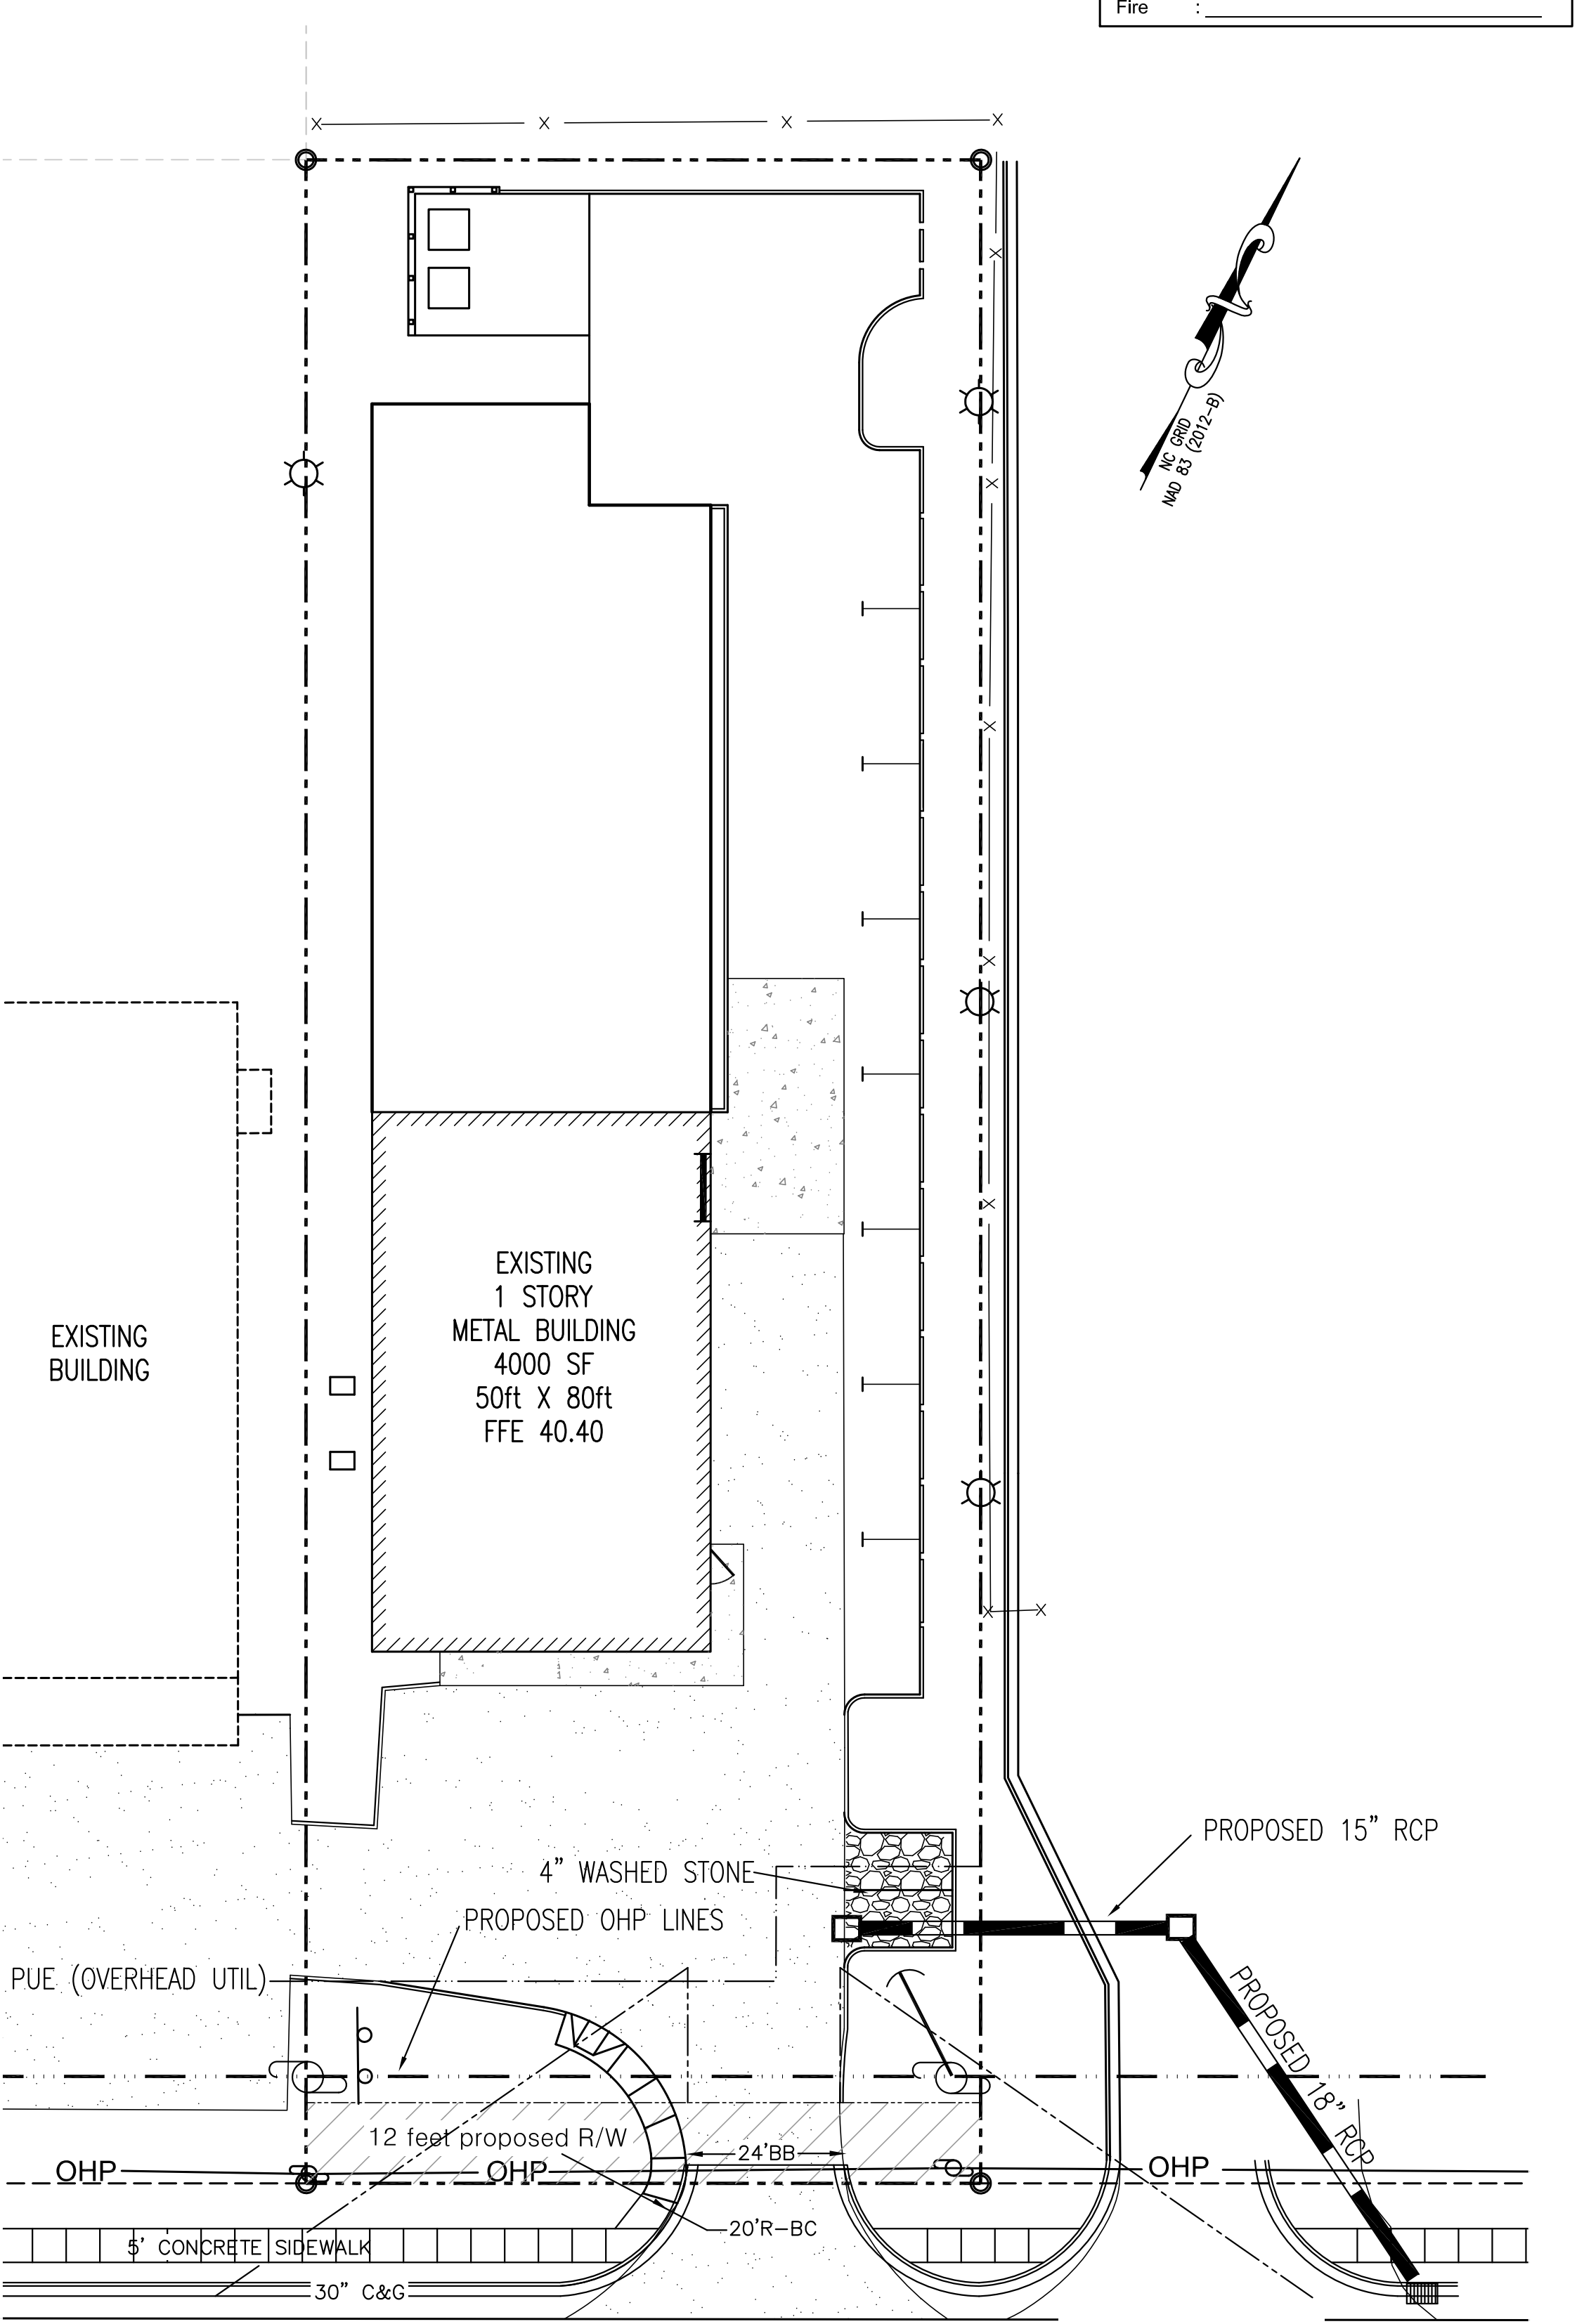 Fire : 
NC GRID
NAD 83 (2012-B)
EXISTING
1 STORY
METAL BUILDING
4000 SF
50ft X 80ft
FFE 40.40
EXISTING
BUILDING
PROPOSED 15" RCP
4" WASHED STONE
PROPOSED OHP LINES
PUE (OVERHEAD UTIL)
PROPOSED 18" RCP
12 feet proposed R/W
24'BB
OHP
OHP
OHP
20'R-BC
5' CONCRETE SIDEWALK
30" C&G